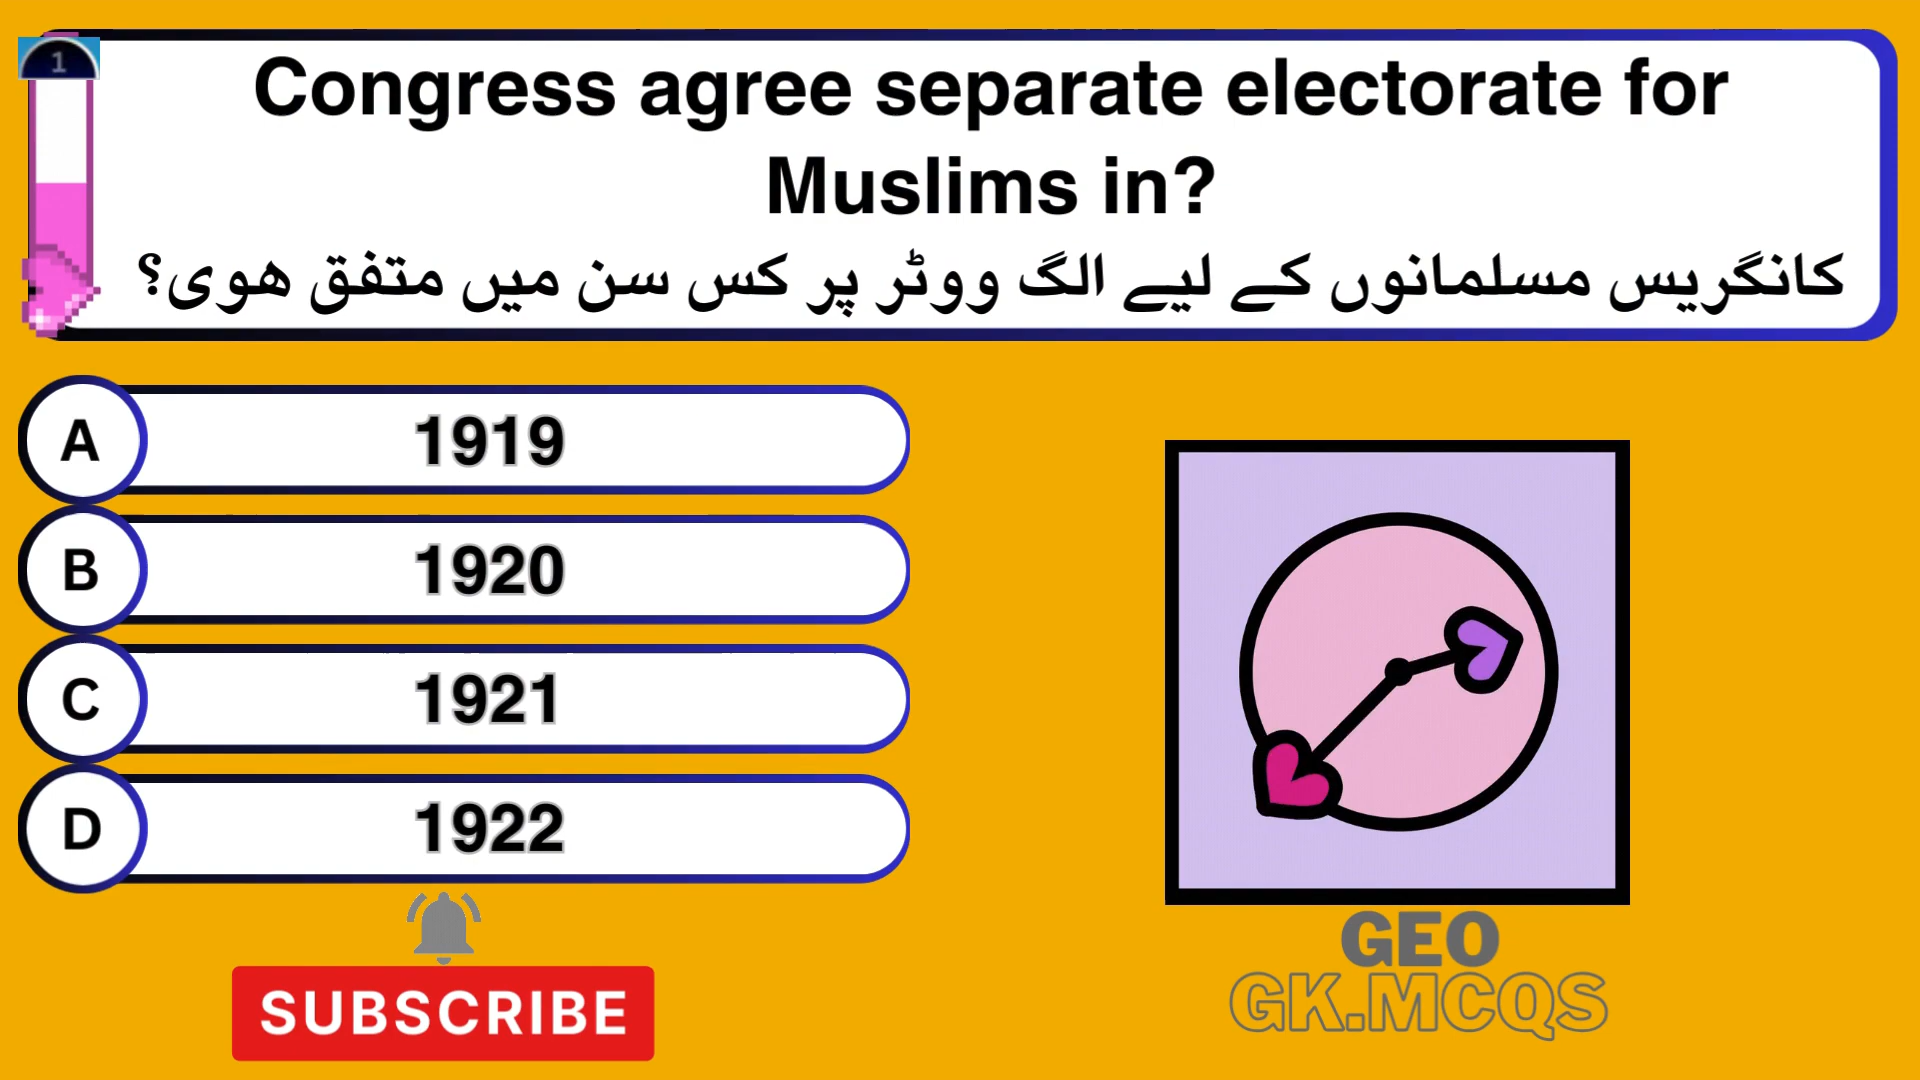 1
Congress agree separate electorate for
Muslims in?
کانگریس مسلمانوں کے لیے الگ ووٹر پر کس سن میں متفق ھوی؟
A 1919
B 1920
C 1921
D 1922
SUBSCRIBE
GEO
GK.MCQS